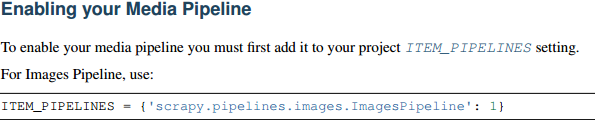 Enabling your Media Pipeline
To enable your media pipeline you must first add it to your project ITEM_PIPELINES setting.
For Images Pipeline, use:
ITEM_PIPELINES = {'scrapy.pipelines.images.ImagesPipeline': 1}